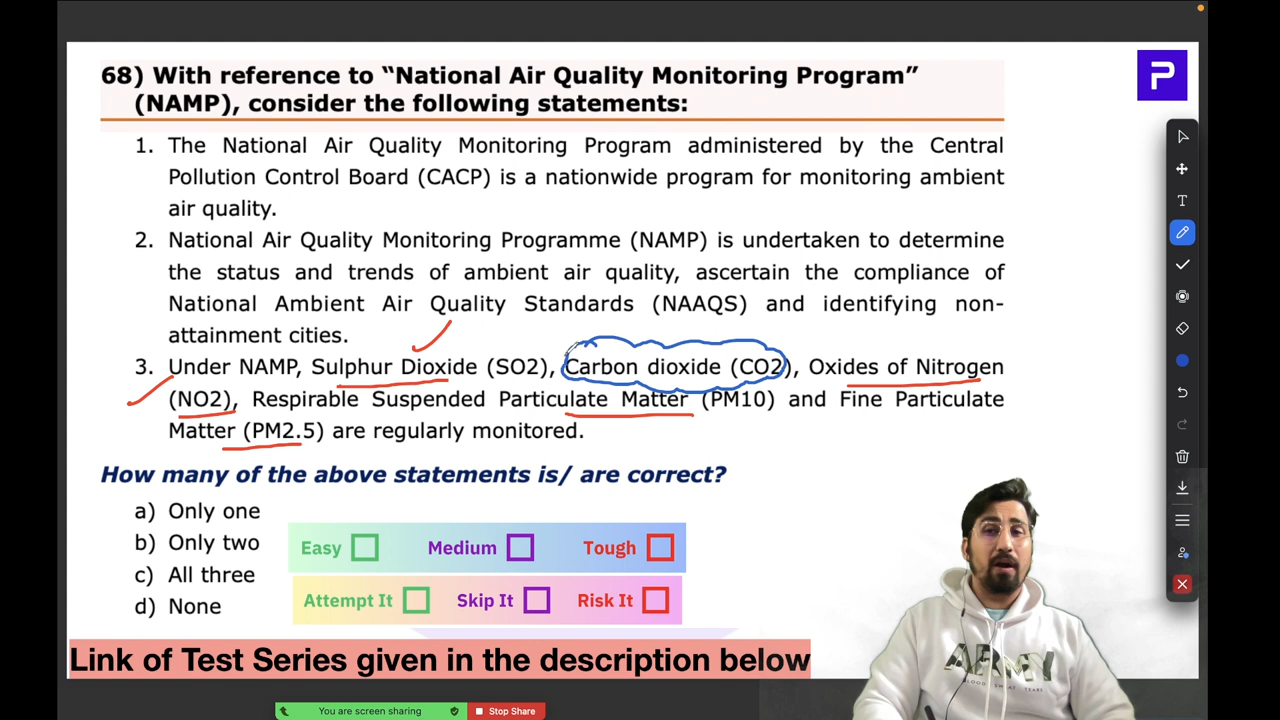 68) With reference to “National Air Quality Monitoring Program”
(NAMP), consider the following statements:
1. The National Air Quality Monitoring Program administered by the Central
Pollution Control Board (CACP) is a nationwide program for monitoring ambient
air quality.
2. National Air Quality Monitoring Programme (NAMP) is undertaken to determine
the status and trends of ambient air quality, ascertain the compliance of
National Ambient Air Quality Standards (NAAQS) and identifying non-
attainment cities.
3. Under NAMP, Sulphur Dioxide (SO2), Carbon dioxide (CO2), Oxides of Nitrogen
(NO2), Respirable Suspended Particulate Matter (PM10) and Fine Particulate
Matter (PM2.5) are regularly monitored.
How many of the above statements is/ are correct?
a) Only one
b) Only two
c) All three
d) None
Easy Medium Tough
Attempt It Skip It Risk It
Link of Test Series given in the description below
ARMY
BLOOD SWEAT TEARS
You are screen sharing Stop Share